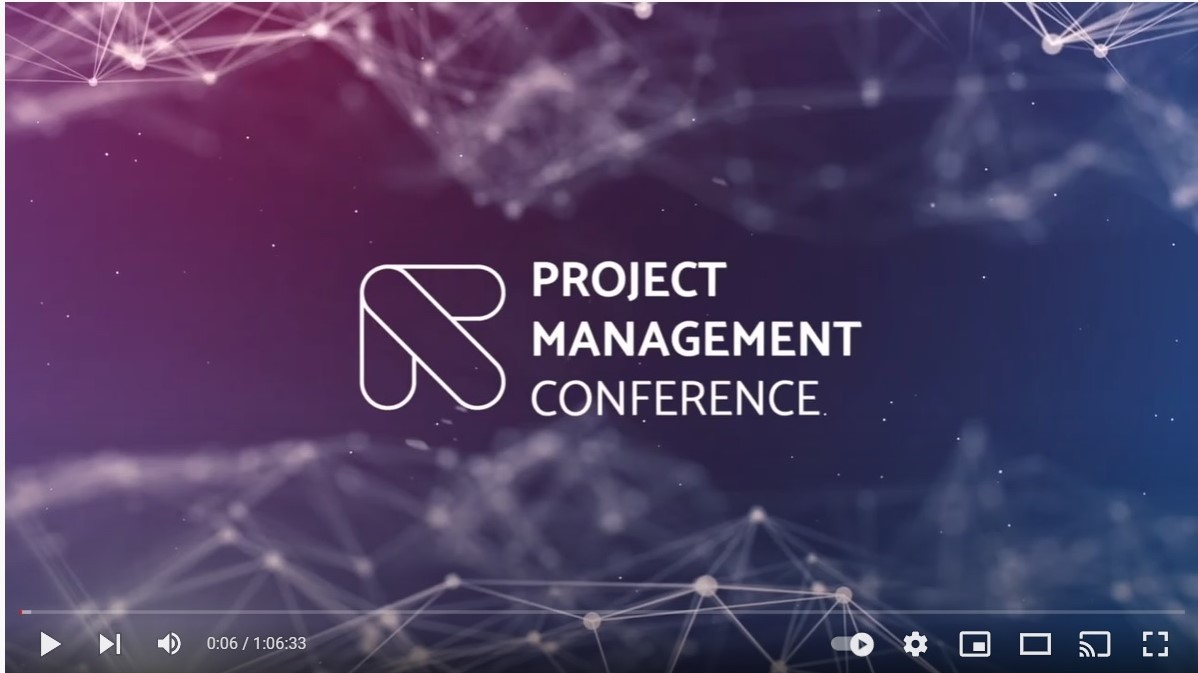 PROJECT
MANAGEMENT
CONFERENCE
0:06 / 1:06:33